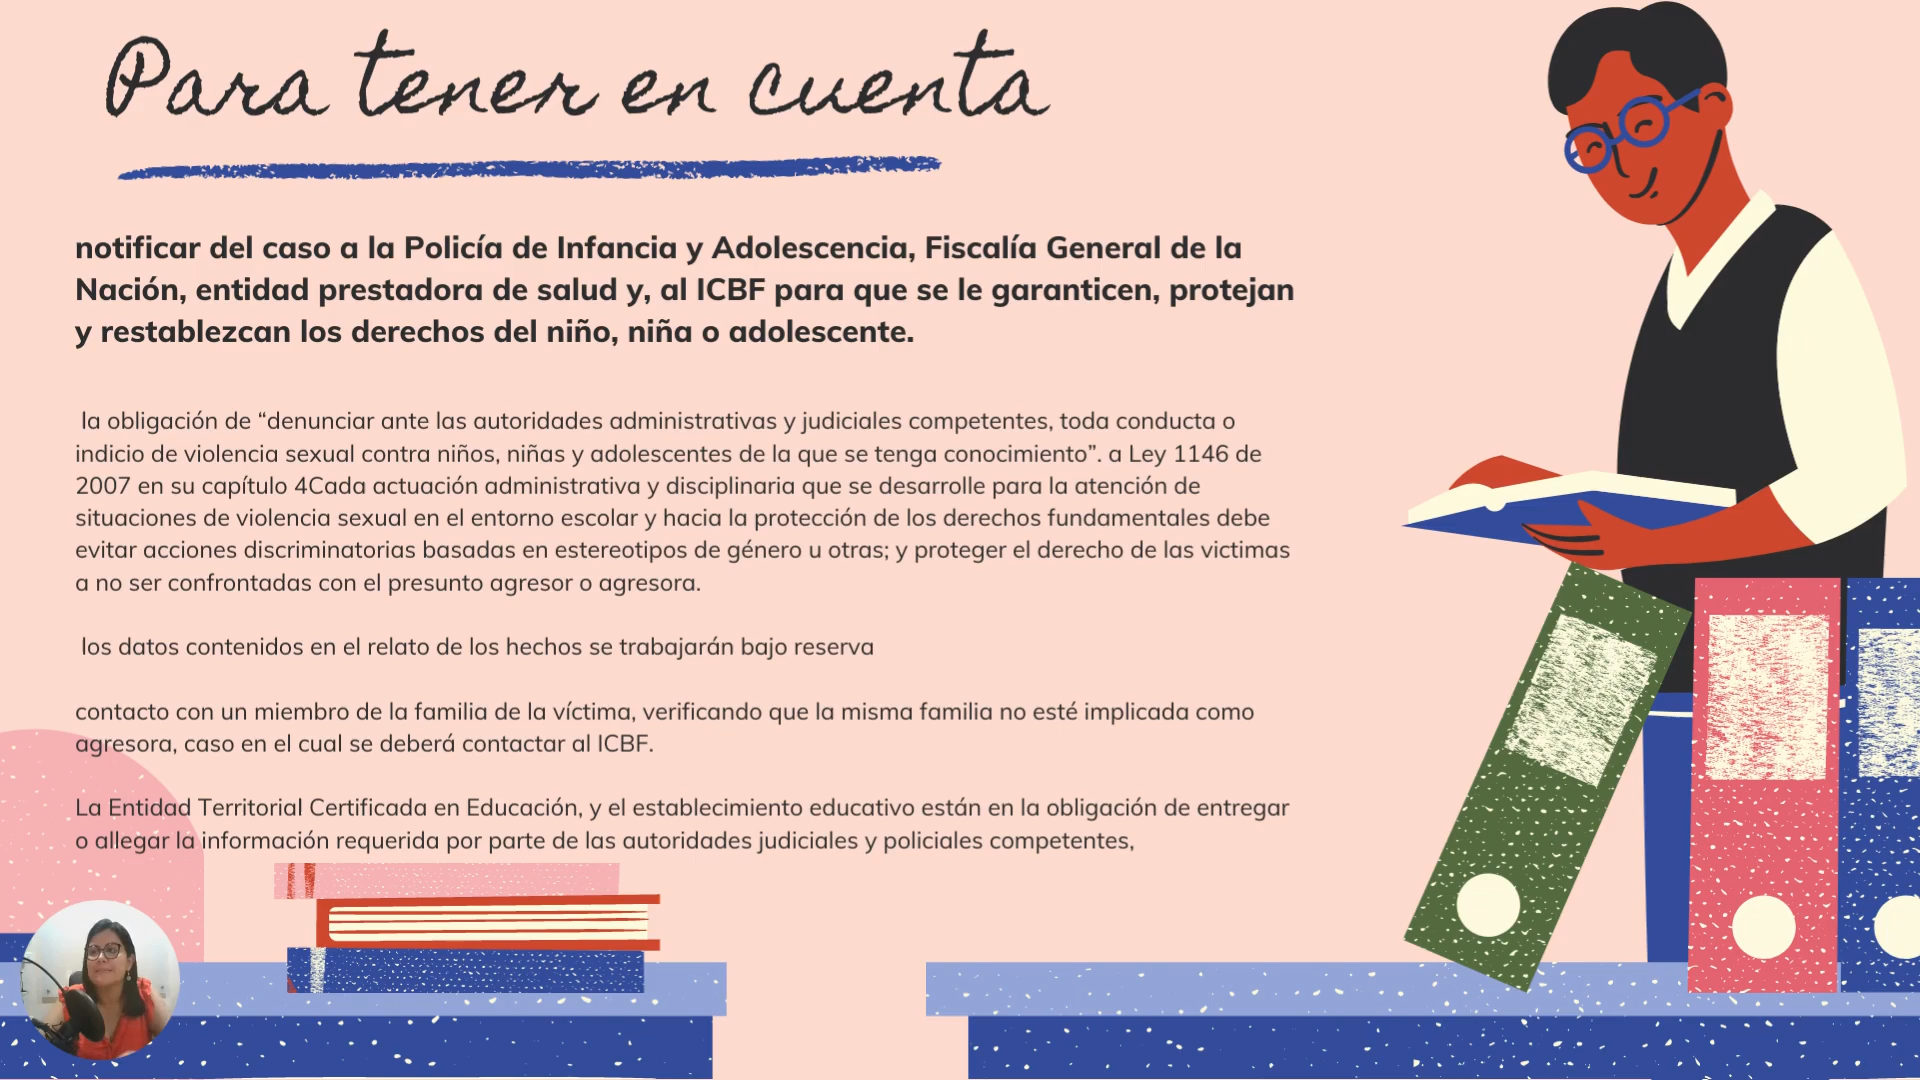 Para tener en cuenta
notificar del caso a la Policía de Infancia y Adolescencia, Fiscalía General de la
Nación, entidad prestadora de salud y, al ICBF para que se le garanticen, protejan
y restablezcan los derechos del niño, niña o adolescente.
la obligación de “denunciar ante las autoridades administrativas y judiciales competentes, toda conducta o
indicio de violencia sexual contra niños, niñas y adolescentes de la que se tenga conocimiento”. a Ley 1146 de
2007 en su capítulo 4Cada actuación administrativa y disciplinaria que se desarrolle para la atención de
situaciones de violencia sexual en el entorno escolar y hacia la protección de los derechos fundamentales debe
evitar acciones discriminatorias basadas en estereotipos de género u otras; y proteger el derecho de las victimas
a no ser confrontadas con el presunto agresor o agresora.
los datos contenidos en el relato de los hechos se trabajarán bajo reserva
contacto con un miembro de la familia de la víctima, verificando que la misma familia no esté implicada como
agresora, caso en el cual se deberá contactar al ICBF.
La Entidad Territorial Certificada en Educación, y el establecimiento educativo están en la obligación de entregar
o allegar la información requerida por parte de las autoridades judiciales y policiales competentes,